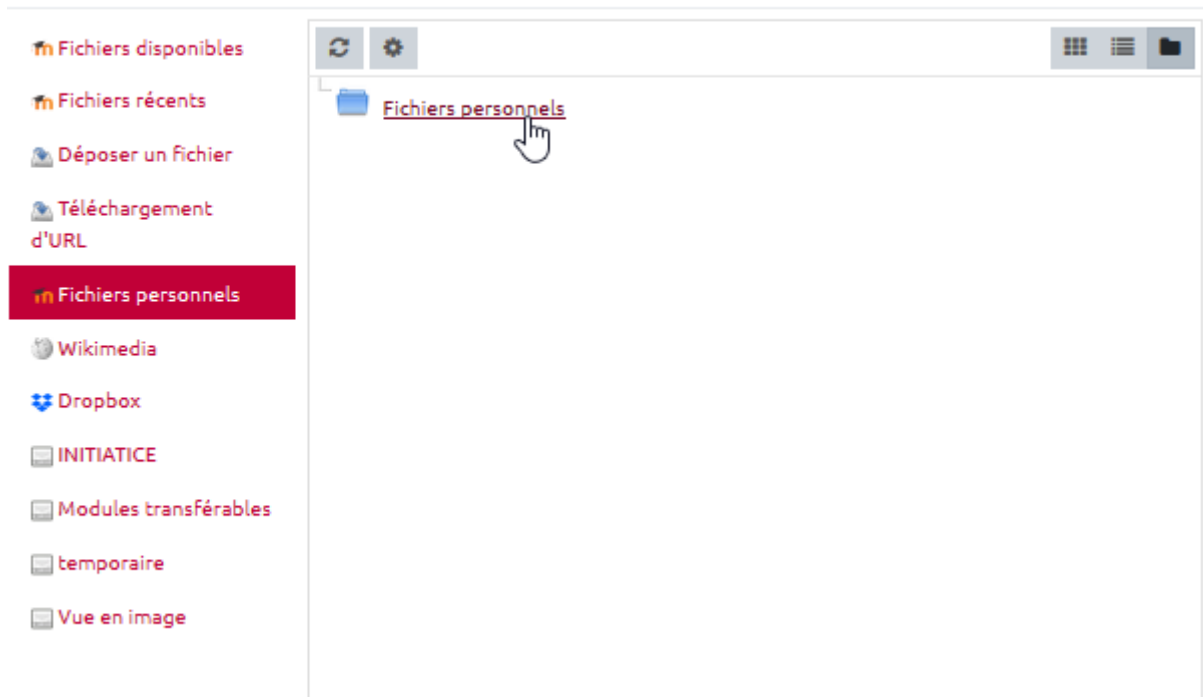 Fichiers disponibles
Fichiers récents
Déposer un fichier
Téléchargement
d'URL
Fichiers personnels
Wikimedia
Dropbox
INITIATICE
Modules transférables
temporaire
Vue en image
Fichiers personnels